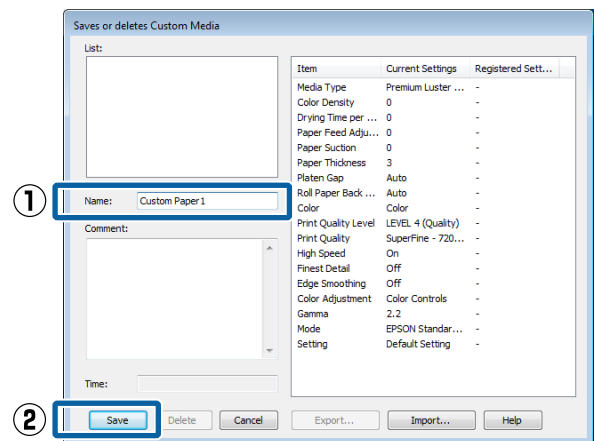 Saves or deletes Custom Media
List:
Item Current Settings Registered Sett...
Media Type Premium Luster ... -
Color Density 0 -
Drying Time per ... 0 -
Paper Feed Adju... 0 -
Paper Suction 0 -
Paper Thickness 3 -
Platen Gap Auto -
Roll Paper Back ... Auto -
Color Color -
Print Quality Level LEVEL 4 (Quality) -
Print Quality SuperFine - 720... -
High Speed On -
Finest Detail Off -
Edge Smoothing Off -
Color Adjustment Color Controls -
Gamma 2.2 -
Mode EPSON Standar... -
Setting Default Setting -
① Name: Custom Paper1
Comment:
Time:
② Save Delete Cancel Export... Import... Help